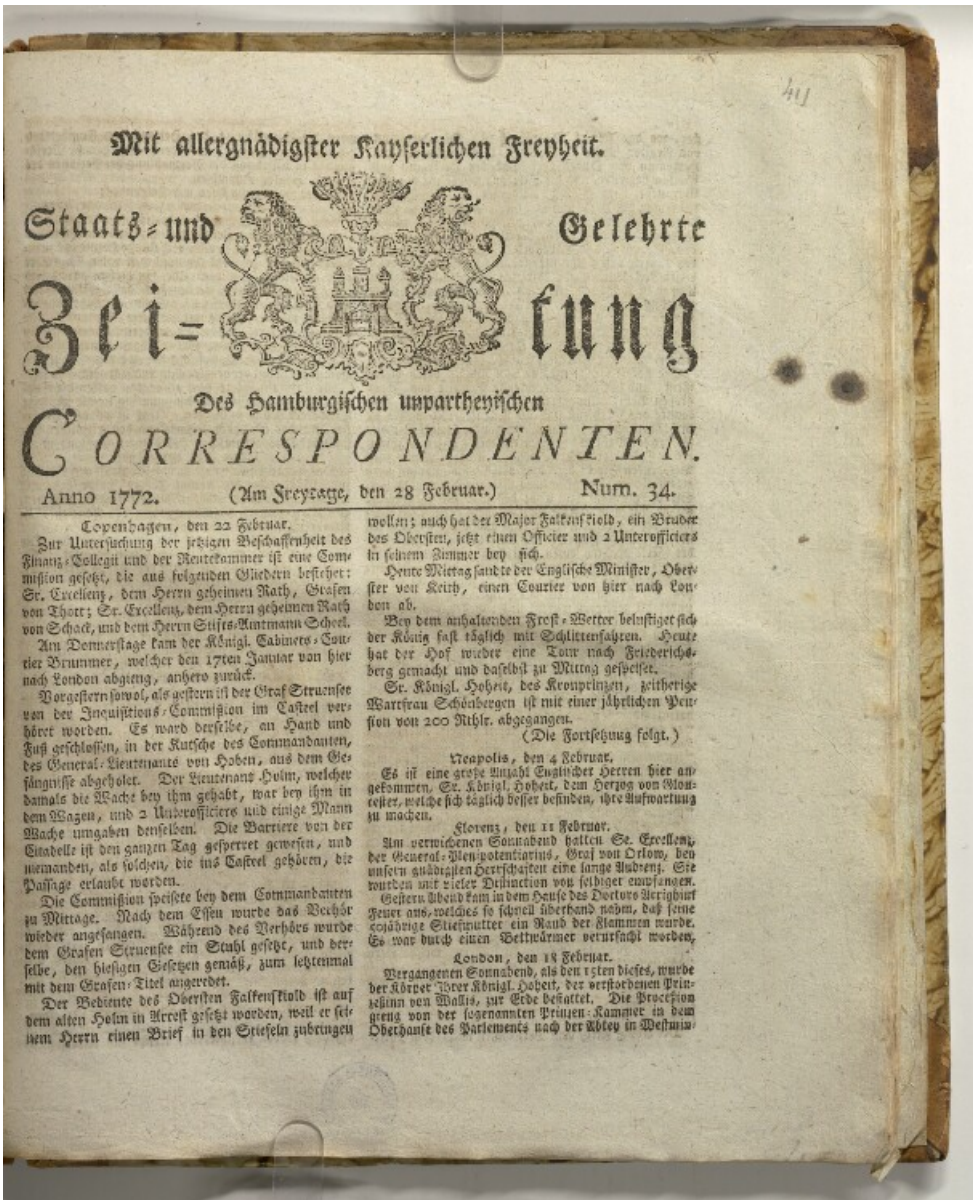 411
Mit allergnädigster Kayserlichen Freyheit.
Staats- und Gelehrte
Zei- tung
Des Hamburgischen unpartheyischen
CORRESPONDENTEN.
Anno 1772. (Am Freytage, den 28 Februar.) Num. 34.
Copenhagen, den 22 Februar.
Zur Untersuchung der jetzigen Beschaffenheit des
Finanz-Collegii und der Rentekammer ist eine Com-
mißion gesetzt, die aus folgenden Gliedern bestehet:
Sr. Excellenz, dem Herrn geheimen Rath, Grafen
von Thott; Sr. Excellenz, dem Herrn geheimen Rath
von Schack, und dem Herrn Stifts-Amtmann Scheel.
Am Donnerstage kam der Königl. Cabinets-Cou-
rier Brummer, welcher den 17ten Januar von hier
nach London abgieng, anhero zurück.
Vorgestern sowol, als gestern ist der Graf Struensee
von der Inquisitions-Commißion im Casteel ver-
höret worden. Es ward derselbe, an Hand und
Fuß geschlossen, in der Kutsche des Commandanten,
des General-Lieutenants von Hoben, aus dem Ge-
fängnisse abgeholet. Der Lieutenant Holm, welcher
damals die Wache bey ihm gehabt, war bey ihm in
dem Wagen, und 2 Unterofficiers und einige Mann
Wache umgaben denselben. Die Barriere von der
Citadelle ist den ganzen Tag gesperret gewesen, und
niemanden, als solchen, die ins Casteel gehören, die
Passage erlaubt worden.
Die Commißion speisete bey dem Commandanten
zu Mittage. Nach dem Essen wurde das Verhör
wieder angefangen. Während des Verhörs wurde
dem Grafen Struensee ein Stuhl gesetzt, und der-
selbe, den hiesigen Gesetzen gemäß, zum letztenmal
mit dem Grafen-Titel angeredet.
Der Bediente des Obersten Falkenskiold ist auf
dem alten Holm in Arrest gesetzt worden, weil er sei-
nem Herrn einen Brief in den Stiefeln zubringen
wollen; auch hat der Major Falkenskiold, ein Bruder
des Obersten, jetzt einen Officier und 2 Unterofficiers
in seinem Zimmer bey sich.
Heute Mittag sandte der Englische Minister, Ober-
ster von Keith, einen Courier von hier nach Lon-
don ab.
Bey dem anhaltenden Frost-Wetter belustiget sich
der König fast täglich mit Schlittenfahren. Heute
hat der Hof wieder eine Tour nach Friederichs-
berg gemacht und daselbst zu Mittag gespeiset.
Sr. Königl. Hoheit, des Kronprinzen, zeitherige
Wartfrau Schönbergen ist mit einer jährlichen Pen-
sion von 200 Rthlr. abgegangen.
(Die Fortsetzung folgt.)
Neapolis, den 4 Februar.
Es ist eine große Anzahl Englischer Herren hier an-
gekommen, Sr. Königl. Hoheit, dem Herzog von Glou-
cester, welche sich täglich besser befinden, ihre Aufwartung
zu machen.
Florenz, den 11 Februar.
Am verwichenen Sonnabend hatten Se. Excellenz,
der General-Plenipotentiarius, Graf von Orlow, bey
unsern gnädigsten Herrschaften eine lange Audienz. Sie
wurden mit vieler Distinction von selbiger empfangen.
Gestern Abend kam in dem Hause des Doctors Arrighini
Feuer aus, welches so schnell überhand nahm, daß seine
Stiefmutter ein Raub der Flammen wurde.
Es war durch einen Bettwärmer verursacht worden.
London, den 18 Februar.
Vergangenen Sonnabend, als den 15ten dieses, wurde
der Körper Ihrer Königl. Hoheit, der verstorbenen Prin-
zeßinn von Wallis, zur Erde bestattet. Die Proceßion
gieng von der sogenannten Prinzen-Kammer in dem
Oberhause des Parlements nach der Abtey in Westmin-